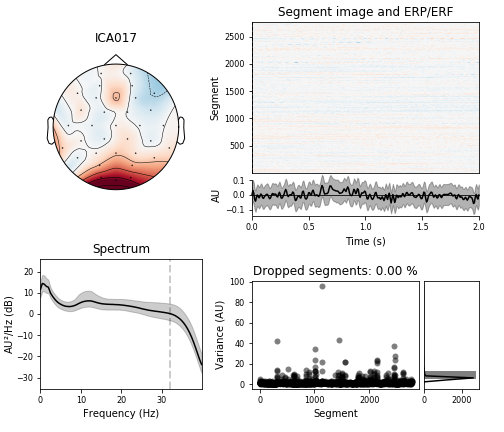 ICA017
Segment image and ERP/ERF
Segment
2500
2000
1500
1000
500
AU
0.1
0.0
−0.1
0.0 0.5 1.0 1.5 2.0
Time (s)
Spectrum
AU²/Hz (dB)
20
10
0
−10
−20
−30
0 10 20 30
Frequency (Hz)
Dropped segments: 0.00 %
Variance (AU)
100
80
60
40
20
0
0 1000 2000
Segment
0 2000